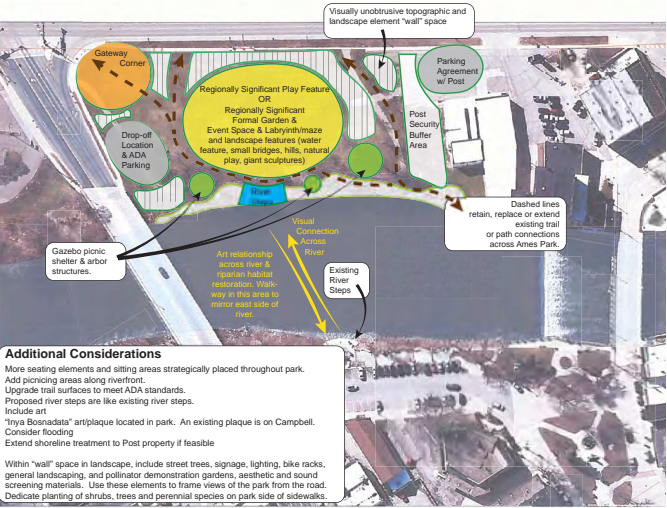 Visually unobtrusive topographic and
landscape element “wall” space
Gateway
Corner
Parking
Agreement
w/ Post
Regionally Significant Play Feature
OR
Regionally Significant
Formal Garden &
Event Space & Labryinth/maze
and landscape features (water
feature, small bridges, hills, natural
play, giant sculptures)
Post
Security
Buffer
Area
Drop-off
Location
& ADA
Parking
River
Steps
Dashed lines
retain, replace or extend
existing trail
or path connections
across Ames Park.
Visual
Connection
Across
River
Gazebo picnic
shelter & arbor
structures.
Art relationship
across river &
riparian habitat
restoration. Walk-
way in this area to
mirror east side of
river.
Existing
River
Steps
Additional Considerations
More seating elements and sitting areas strategically placed throughout park.
Add picnicing areas along riverfront.
Upgrade trail surfaces to meet ADA standards.
Proposed river steps are like existing river steps.
Include art
“Inya Bosnadata” art/plaque located in park.  An existing plaque is on Campbell.
Consider flooding
Extend shoreline treatment to Post property if feasible
Within “wall” space in landscape, include street trees, signage, lighting, bike racks,
general landscaping, and pollinator demonstration gardens, aesthetic and sound
screening materials.  Use these elements to frame views of the park from the road.
Dedicate planting of shrubs, trees and perennial species on park side of sidewalks.